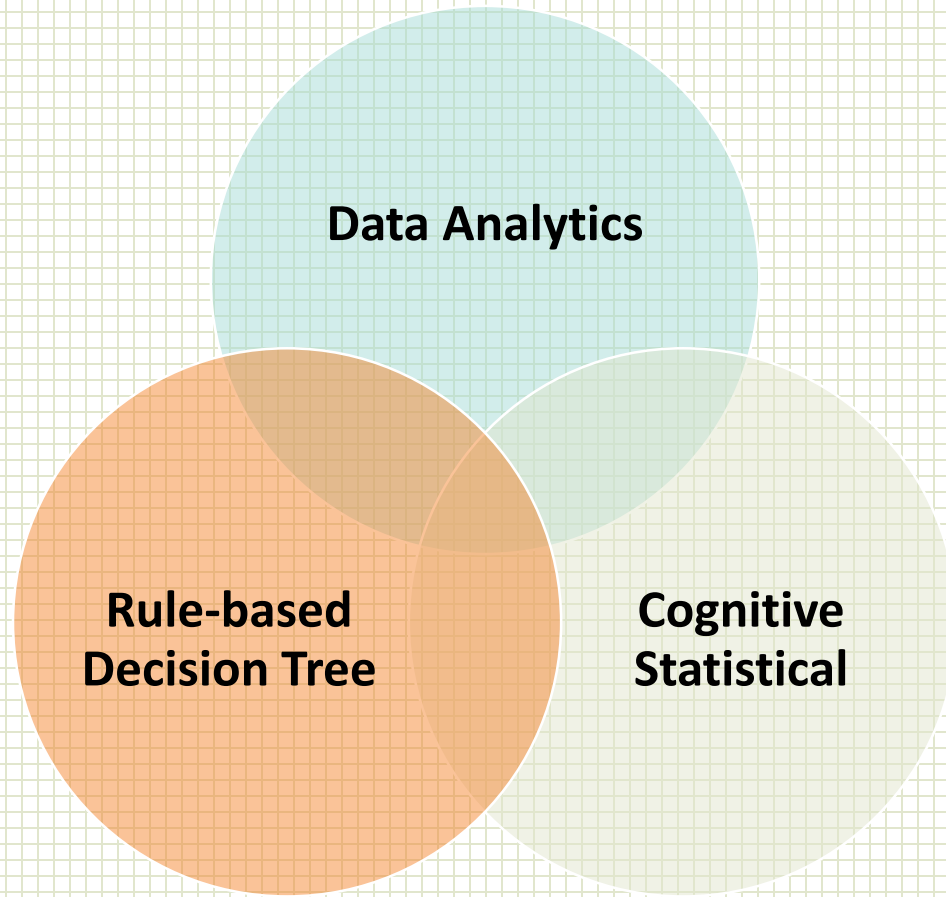 Data Analytics
Rule-based
Decision Tree
Cognitive
Statistical